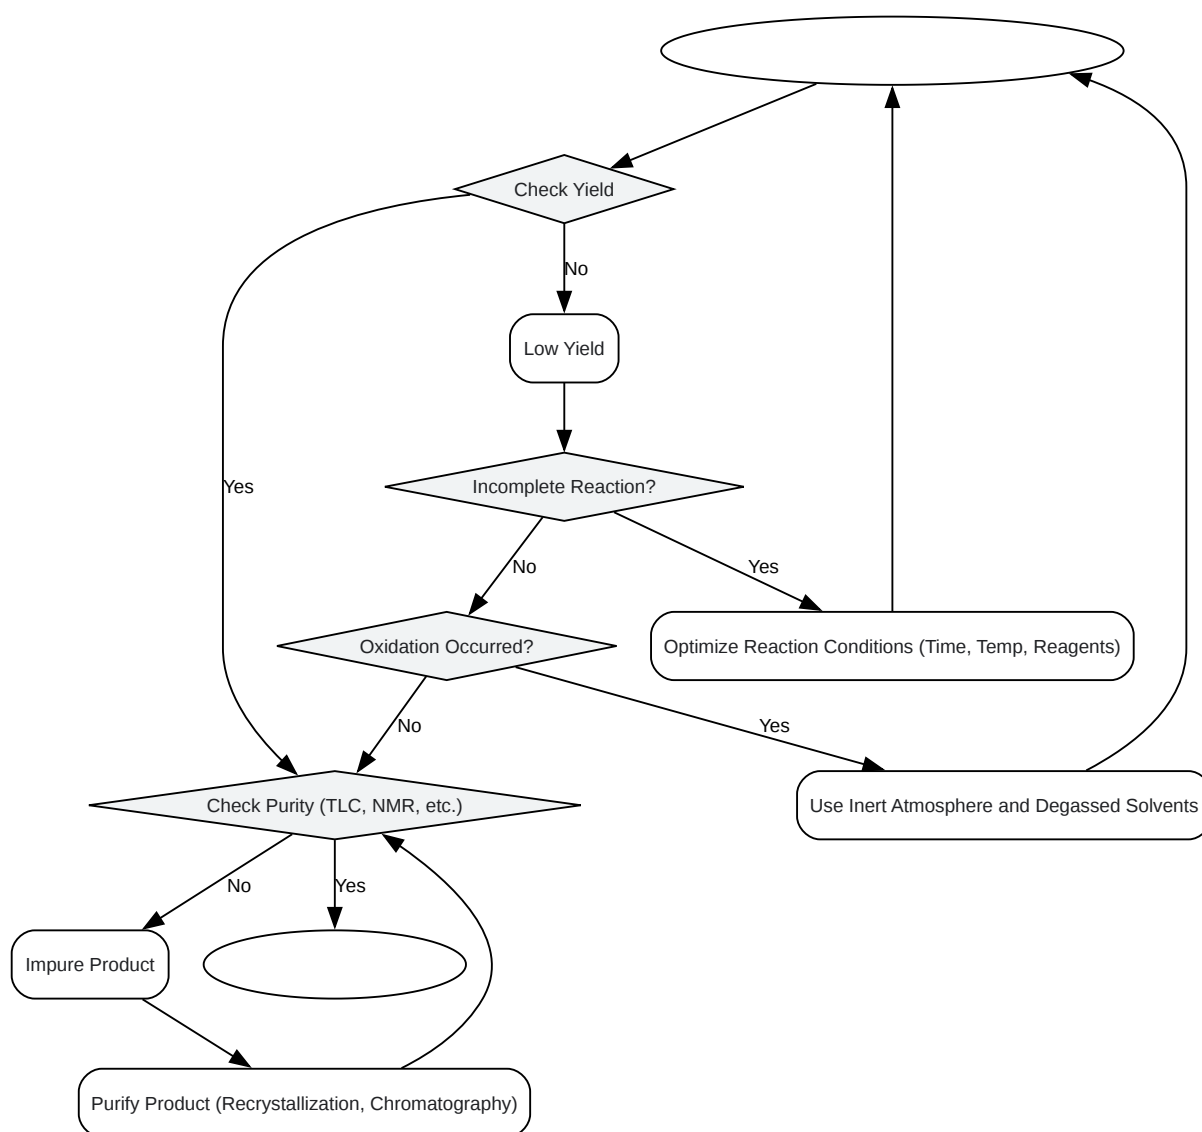 Check Yield
No
Low Yield
Yes
Incomplete Reaction?
No
Yes
Oxidation Occurred?
Optimize Reaction Conditions (Time, Temp, Reagents)
No
Yes
Check Purity (TLC, NMR, etc.)
Use Inert Atmosphere and Degassed Solvents
No
Yes
Impure Product
Purify Product (Recrystallization, Chromatography)